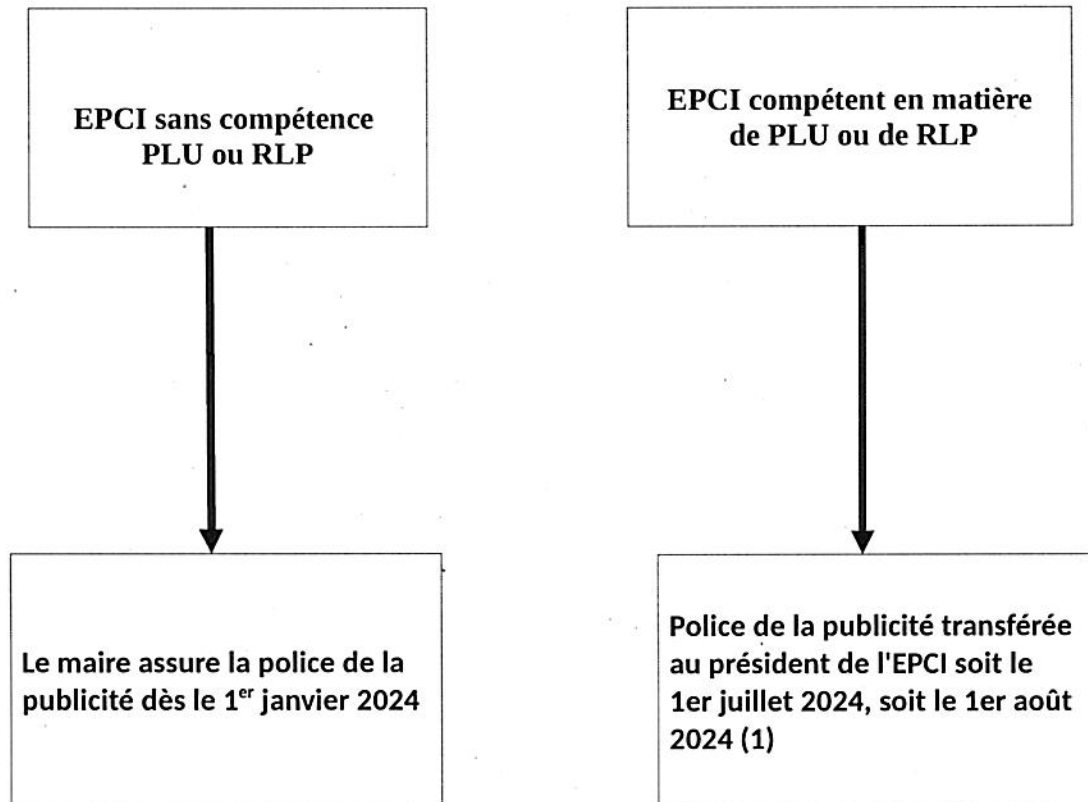 EPCI sans compétence
PLU ou RLP
EPCI compétent en matière
de PLU ou de RLP
Le maire assure la police de la
publicité dès le 1er janvier 2024
Police de la publicité transférée
au président de l'EPCI soit le
1er juillet 2024, soit le 1er août
2024 (1)